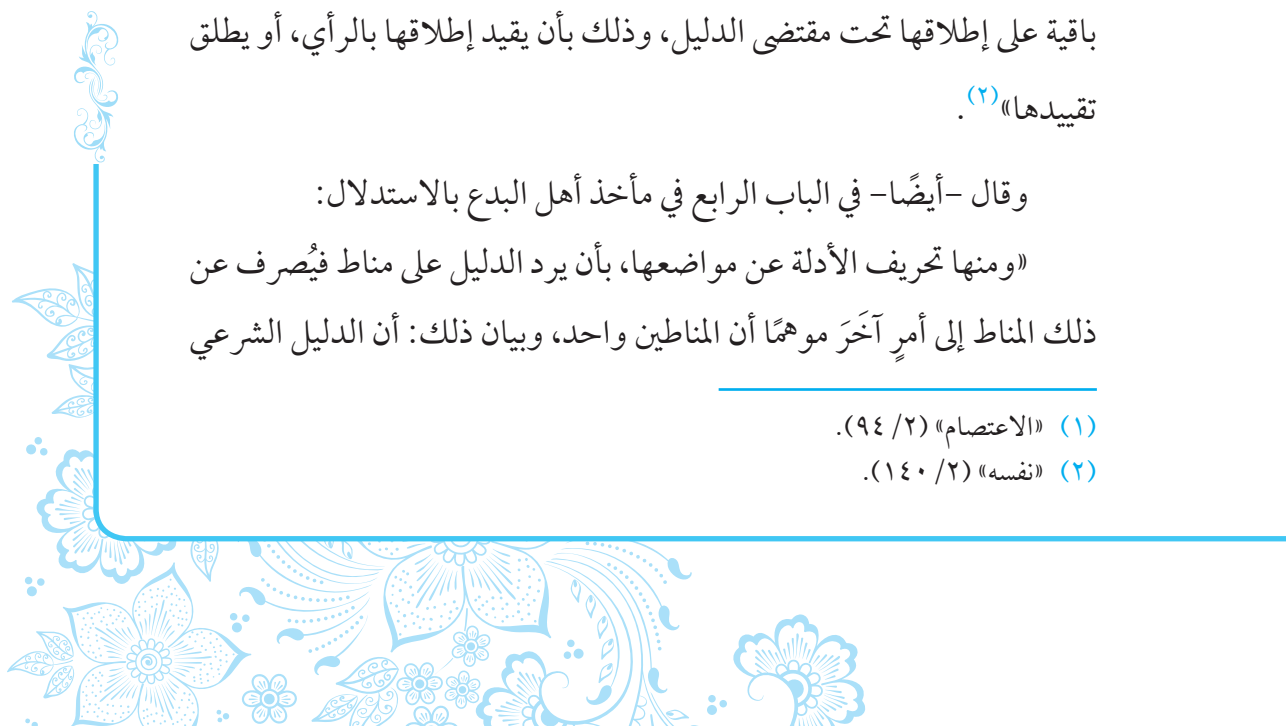 باقية على إطلاقها تحت مقتضى الدليل، وذلك بأن يقيد إطلاقها بالرأي، أو يطلق
تقييدها»(٢).
وقال –أيضًا– في الباب الرابع في مأخذ أهل البدع بالاستدلال:
«ومنها تحريف الأدلة عن مواضعها، بأن يرد الدليل على مناط فيُصرف عن
ذلك المناط إلى أمرٍ آخَرَ موهمًا أن المناطين واحد، وبيان ذلك: أن الدليل الشرعي
(١) «الاعتصام» (٢/ ٩٤).
(٢) «نفسه» (٢/ ١٤٠).